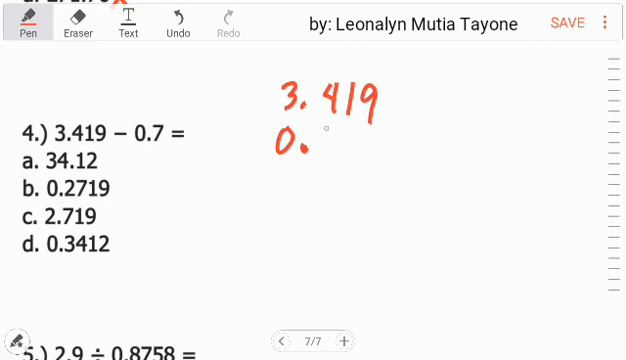 Pen
Eraser
Text
Undo
Redo
by: Leonalyn Mutia Tayone
SAVE
3. 419
0.
4.) 3.419 − 0.7 =
a. 34.12
b. 0.2719
c. 2.719
d. 0.3412
7/7
5.) 2.9 ÷ 0.8758 =